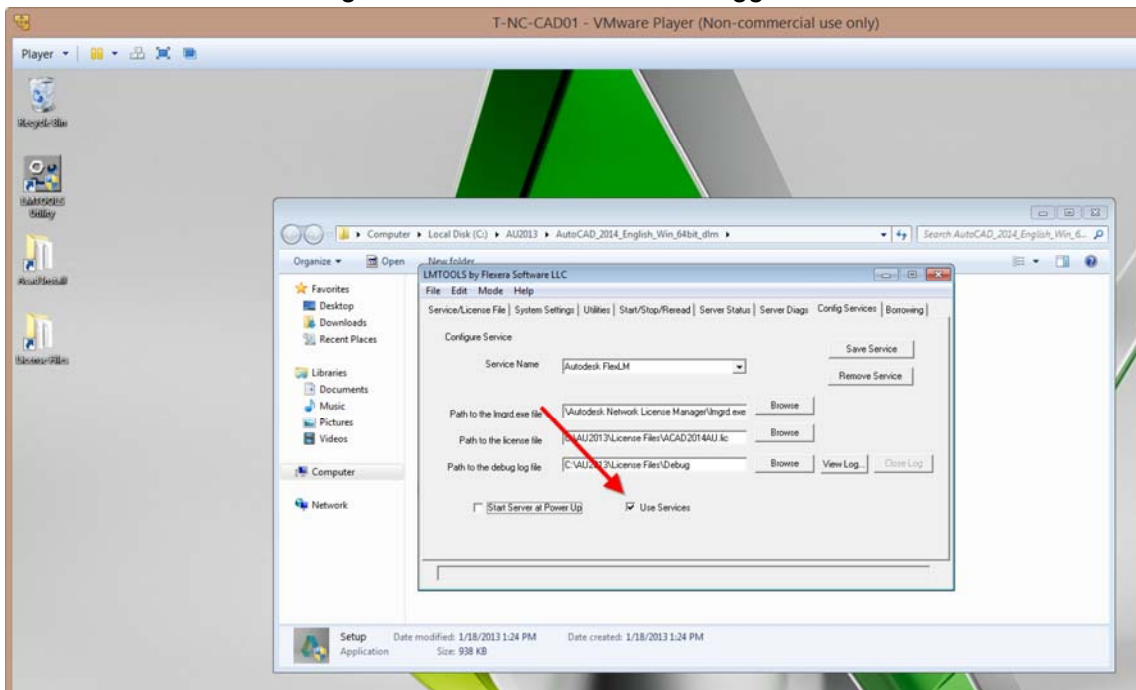 T-NC-CAD01 - VMware Player (Non-commercial use only)
Player
Recycle Bin
LMTOOLS
Utility
License Files
Computer Local Disk (C:) AU2013 AutoCAD_2014_English_Win_64bit_dlm
Search AutoCAD_2014_English_Win_6...
Organize Open New folder
Favorites
Desktop
Downloads
Recent Places
Libraries
Documents
Music
Pictures
Videos
Computer
Network
LMTOOLS by Flexera Software LLC
File Edit Mode Help
Service/License File System Settings Utilities Start/Stop/Reread Server Status Server Diags Config Services Borrowing
Configure Service
Save Service
Service Name Autodesk FlexLM
Remove Service
Path to the lmgrd.exe file \Autodesk Network License Manager\lmgrd.exe Browse
Path to the license file C:\AU2013\License Files\ACAD2014AU.lic Browse
Path to the debug log file C:\AU2013\License Files\Debug Browse View Log... Close Log
Start Server at Power Up Use Services
Setup Date modified: 1/18/2013 1:24 PM Date created: 1/18/2013 1:24 PM
Application Size: 938 KB